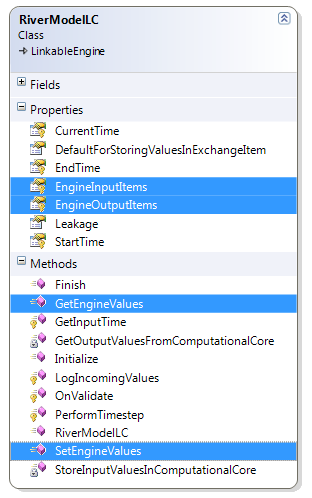 RiverModelLC
Class
LinkableEngine
Fields
Properties
CurrentTime
DefaultForStoringValuesInExchangeItem
EndTime
EngineInputItems
EngineOutputItems
Leakage
StartTime
Methods
Finish
GetEngineValues
GetInputTime
GetOutputValuesFromComputationalCore
Initialize
LogIncomingValues
OnValidate
PerformTimestep
RiverModelLC
SetEngineValues
StoreInputValuesInComputationalCore